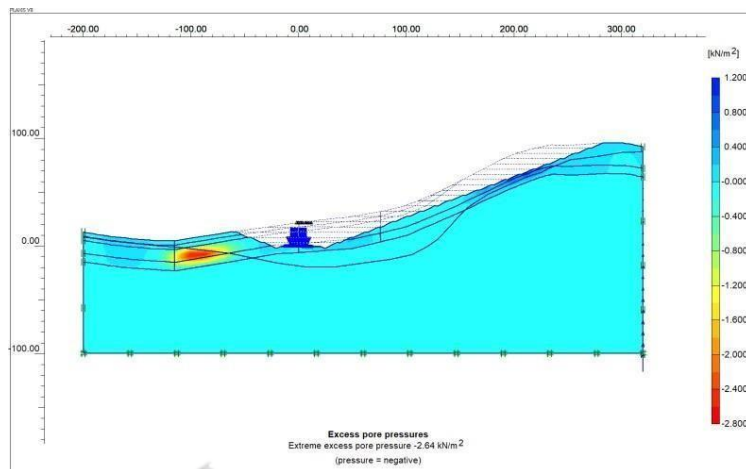 PLAXIS V8
-200.00 -100.00 0.00 100.00 200.00 300.00
[kN/m²]
1.200
0.800
0.400
0.000
-0.400
-0.800
-1.200
-1.600
-2.000
-2.400
-2.800
100.00
0.00
-100.00
Excess pore pressures
Extreme excess pore pressure -2.64 kN/m²
(pressure = negative)